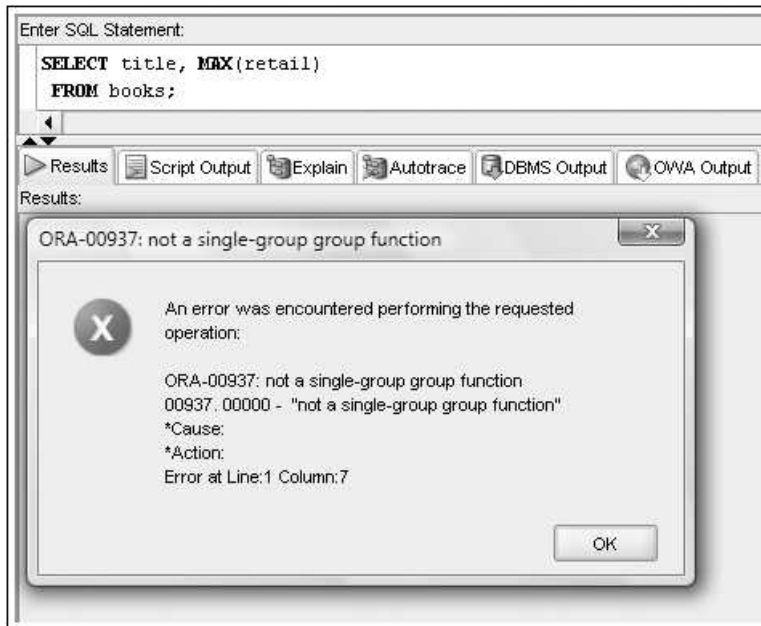 Enter SQL Statement:
SELECT title, MAX(retail)
FROM books;
Results
Script Output
Explain
Autotrace
DBMS Output
OWA Output
Results:
ORA-00937: not a single-group group function
An error was encountered performing the requested
operation:
ORA-00937: not a single-group group function
00937. 00000 - "not a single-group group function"
*Cause:
*Action:
Error at Line:1 Column:7
OK